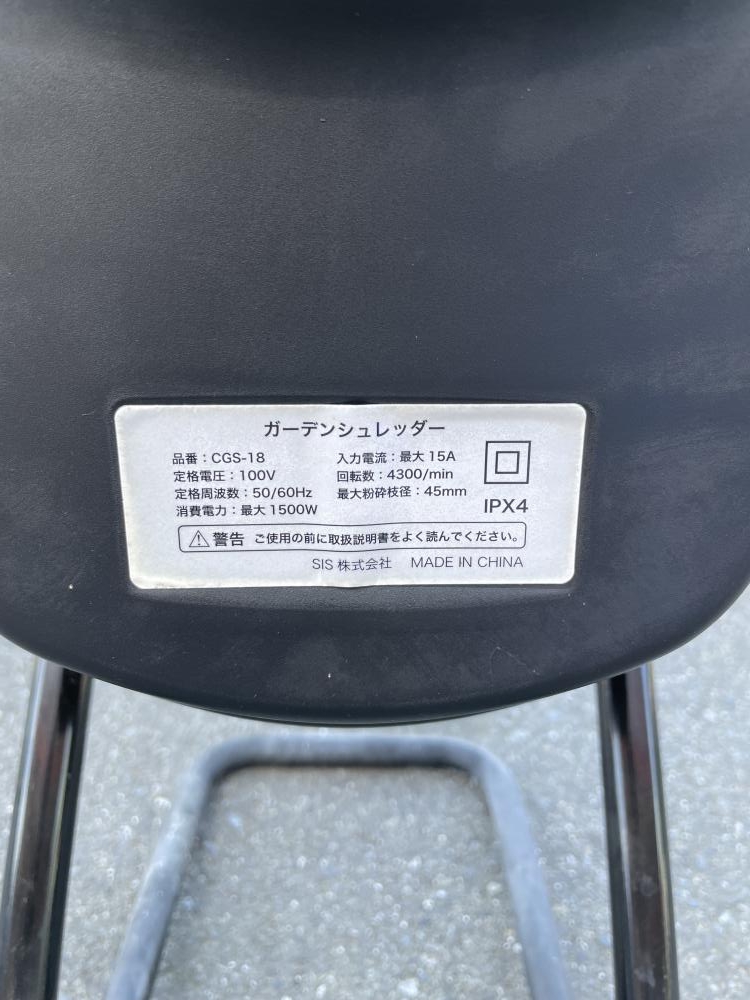 ガーデンシュレッダー
品番：CGS-18 入力電流：最大 15A
定格電圧：100V 回転数：4300/min
定格周波数：50/60Hz 最大粉砕枝径：45mm
消費電力：最大 1500W IPX4
警告 ご使用の前に取扱説明書をよく読んでください。
SIS 株式会社 MADE IN CHINA